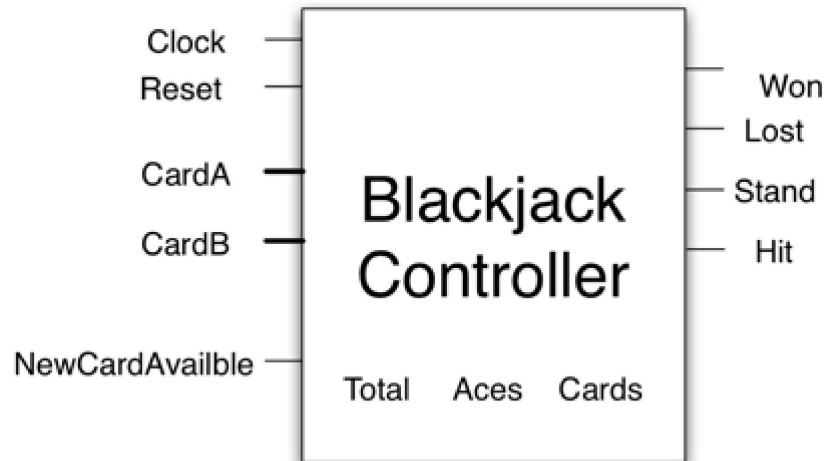 Clock
Reset
CardA
CardB
NewCardAvailble
Blackjack
Controller
Total Aces Cards
Won
Lost
Stand
Hit